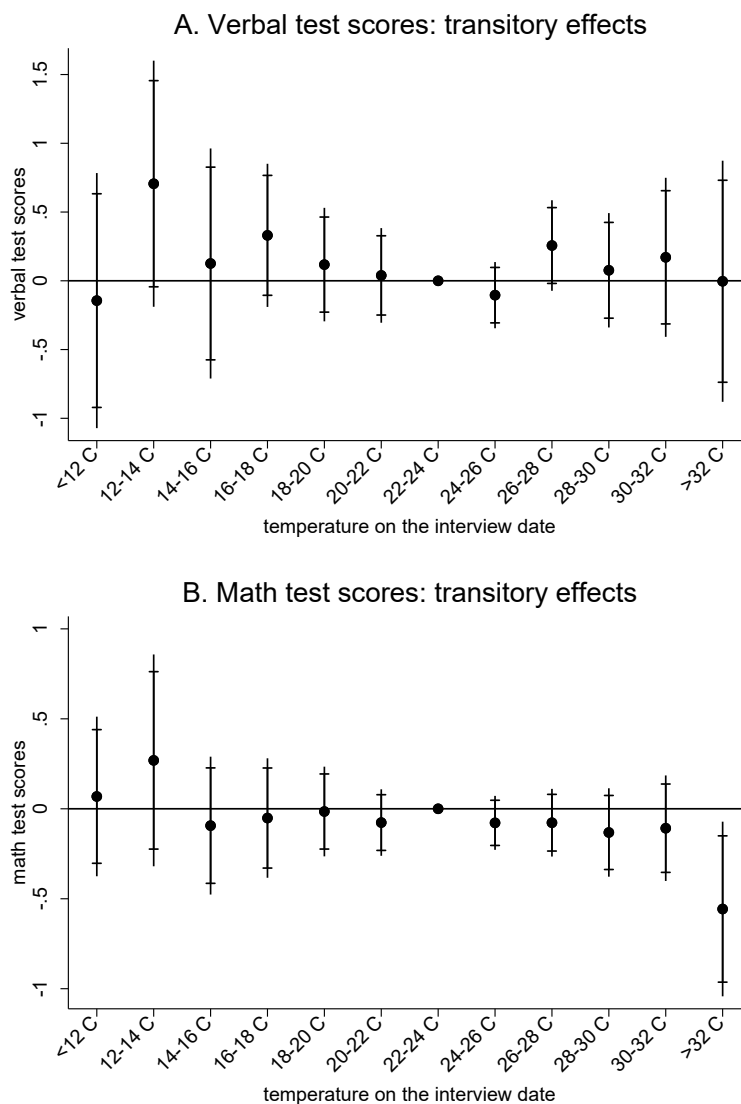 A. Verbal test scores: transitory effects
verbal test scores
1.5
1
.5
0
-.5
-1
<12 C
12-14 C
14-16 C
16-18 C
18-20 C
20-22 C
22-24 C
24-26 C
26-28 C
28-30 C
30-32 C
>32 C
temperature on the interview date
B. Math test scores: transitory effects
math test scores
1
.5
0
-.5
-1
<12 C
12-14 C
14-16 C
16-18 C
18-20 C
20-22 C
22-24 C
24-26 C
26-28 C
28-30 C
30-32 C
>32 C
temperature on the interview date